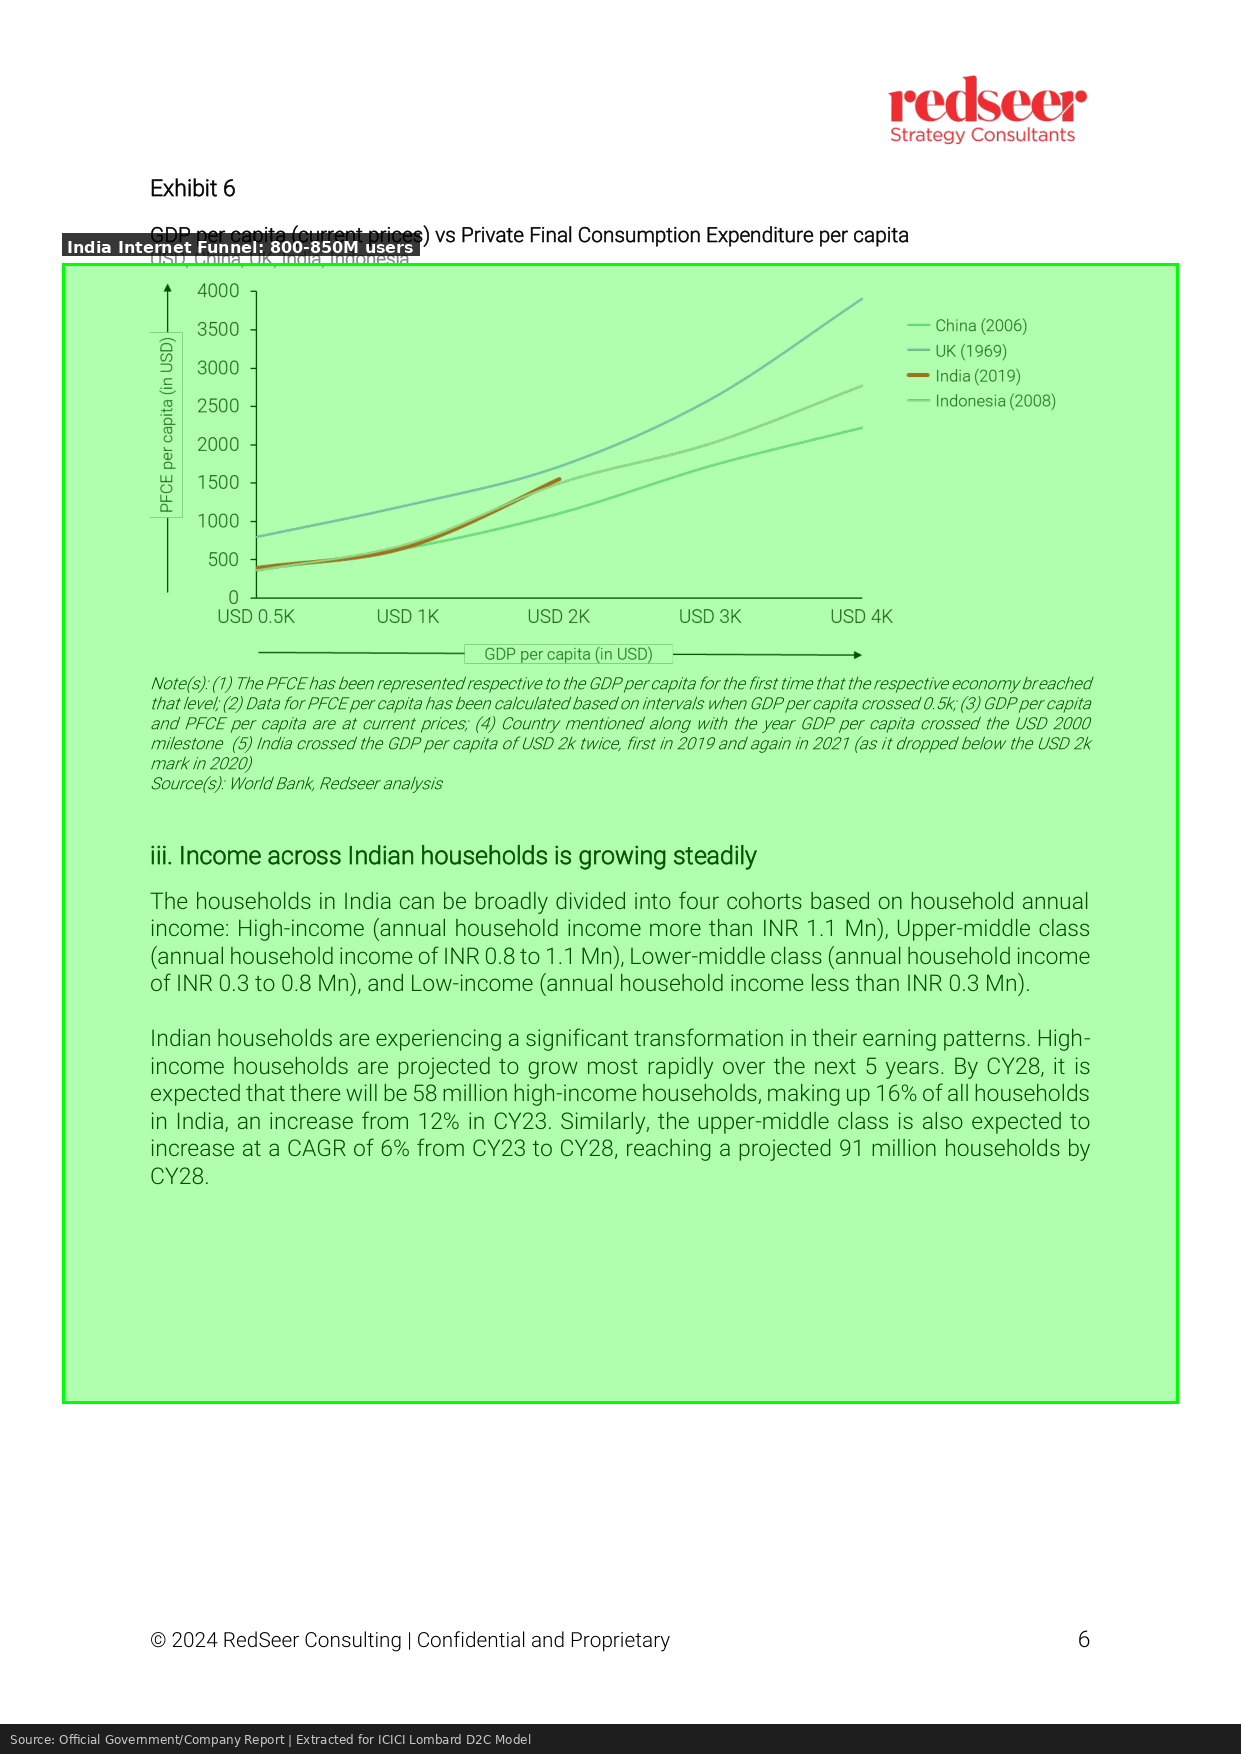 redseer
Strategy Consultants
Exhibit 6
GDP per capita (current prices) vs Private Final Consumption Expenditure per capita
India Internet Funnel: 800-850M users
USD, China, UK, India, Indonesia
4000
3500
3000
2500
2000
1500
1000
500
0
PFCE per capita (in USD)
China (2006)
UK (1969)
India (2019)
Indonesia (2008)
USD 0.5K USD 1K USD 2K USD 3K USD 4K
GDP per capita (in USD)
Note(s): (1) The PFCE has been represented respective to the GDP per capita for the first time that the respective economy breached
that level; (2) Data for PFCE per capita has been calculated based on intervals when GDP per capita crossed 0.5k; (3) GDP per capita
and PFCE per capita are at current prices; (4) Country mentioned along with the year GDP per capita crossed the USD 2000
milestone (5) India crossed the GDP per capita of USD 2k twice, first in 2019 and again in 2021 (as it dropped below the USD 2k
mark in 2020)
Source(s): World Bank, Redseer analysis
iii. Income across Indian households is growing steadily
The households in India can be broadly divided into four cohorts based on household annual
income: High-income (annual household income more than INR 1.1 Mn), Upper-middle class
(annual household income of INR 0.8 to 1.1 Mn), Lower-middle class (annual household income
of INR 0.3 to 0.8 Mn), and Low-income (annual household income less than INR 0.3 Mn).
Indian households are experiencing a significant transformation in their earning patterns. High-
income households are projected to grow most rapidly over the next 5 years. By CY28, it is
expected that there will be 58 million high-income households, making up 16% of all households
in India, an increase from 12% in CY23. Similarly, the upper-middle class is also expected to
increase at a CAGR of 6% from CY23 to CY28, reaching a projected 91 million households by
CY28.
© 2024 RedSeer Consulting | Confidential and Proprietary
6
Source: Official Government/Company Report | Extracted for ICICI Lombard D2C Model